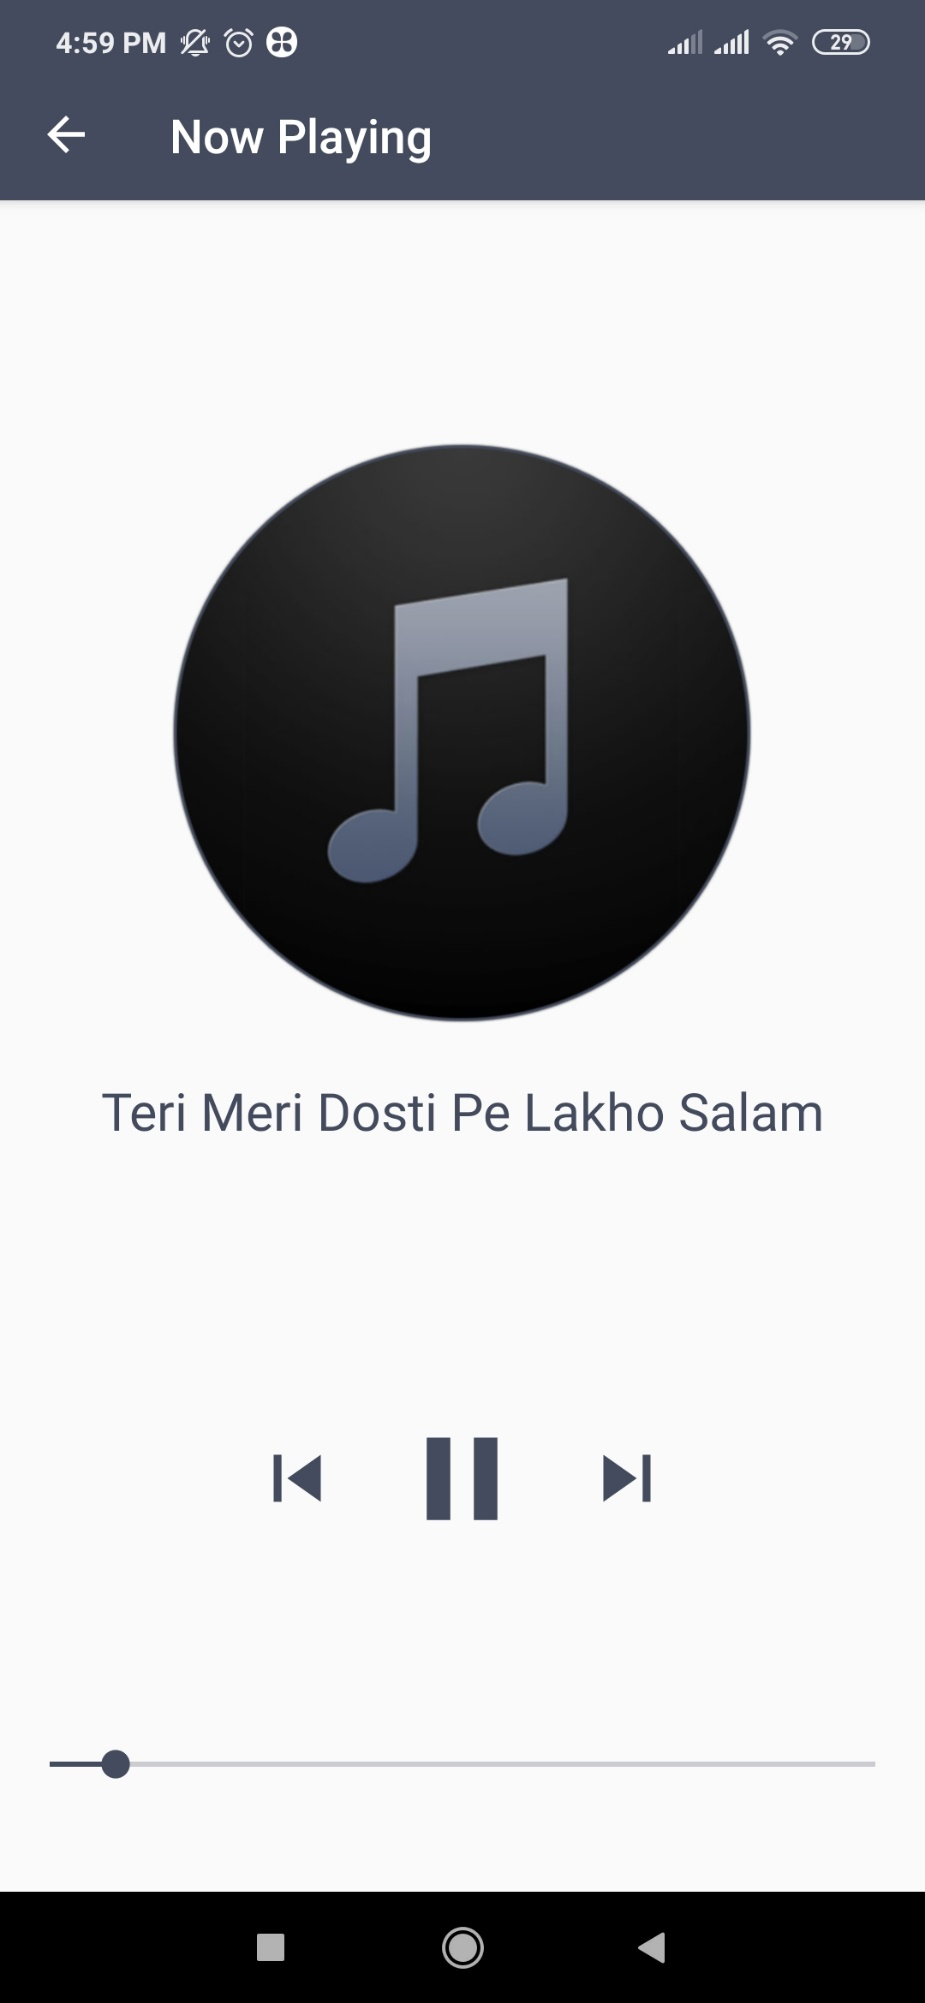 4:59 PM
29
Now Playing
Teri Meri Dosti Pe Lakho Salam